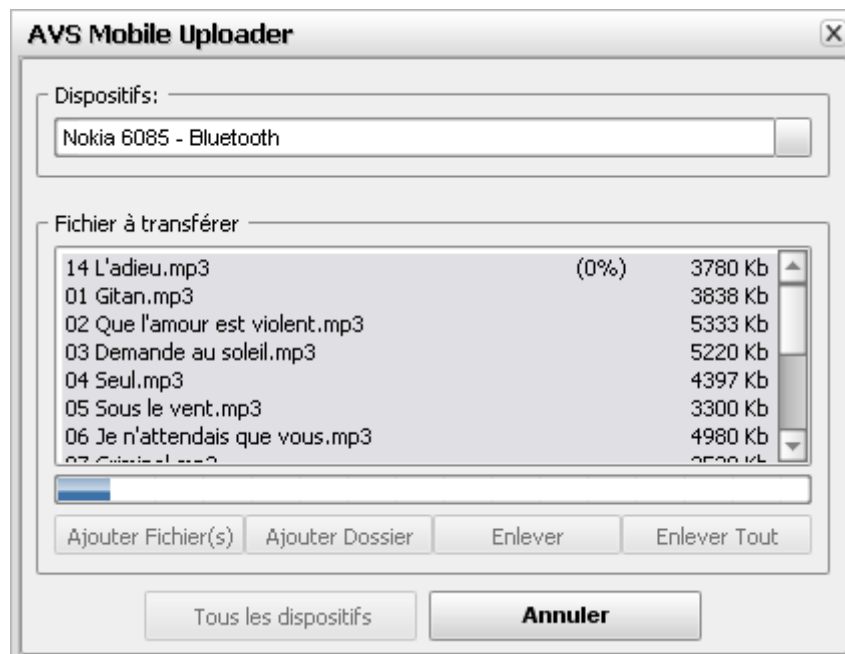 AVS Mobile Uploader
Dispositifs:
Nokia 6085 - Bluetooth
Fichier à transférer
14 L'adieu.mp3 (0%) 3780 Kb
01 Gitan.mp3 3838 Kb
02 Que l'amour est violent.mp3 5333 Kb
03 Demande au soleil.mp3 5220 Kb
04 Seul.mp3 4397 Kb
05 Sous le vent.mp3 3300 Kb
06 Je n'attendais que vous.mp3 4980 Kb
Ajouter Fichier(s) Ajouter Dossier Enlever Enlever Tout
Tous les dispositifs Annuler